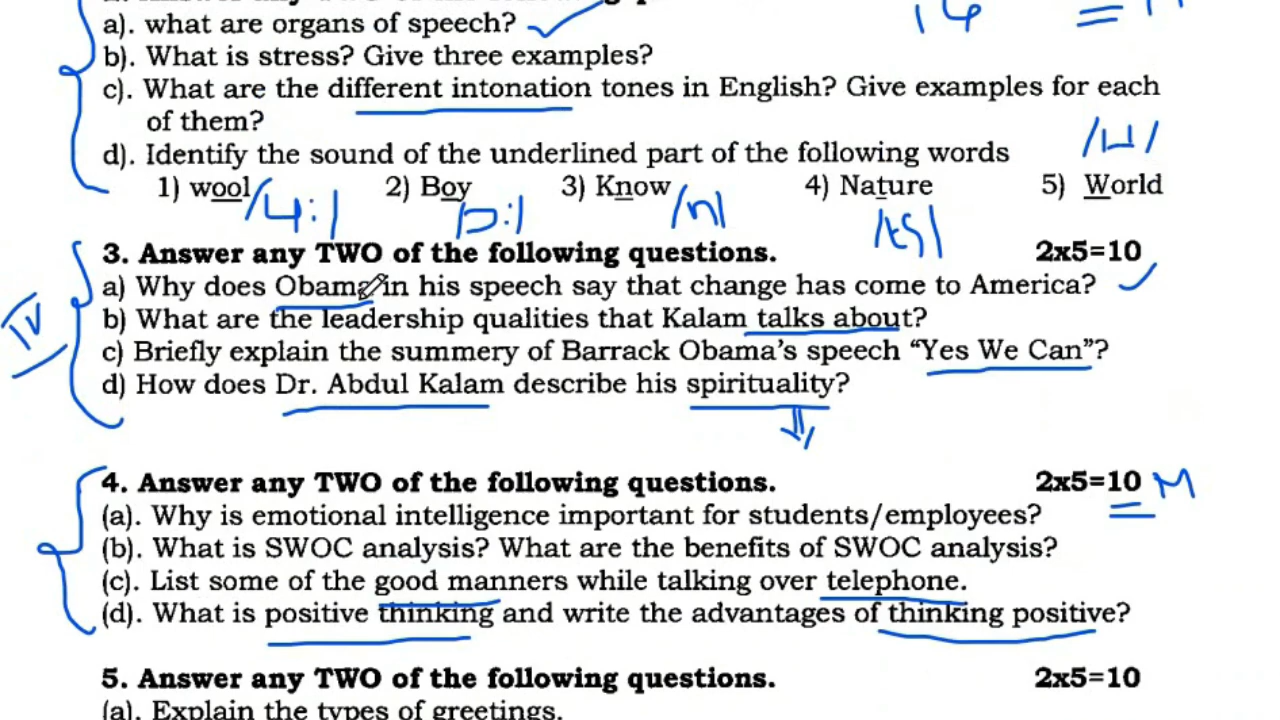 a). what are organs of speech?
b). What is stress? Give three examples?
c). What are the different intonation tones in English? Give examples for each
of them?
d). Identify the sound of the underlined part of the following words
/ 1) wool 2) Boy 3) Know 4) Nature 5) World
/n/
3. Answer any TWO of the following questions. 2x5=10
a) Why does Obama in his speech say that change has come to America?
b) What are the leadership qualities that Kalam talks about?
IV
c) Briefly explain the summery of Barrack Obama's speech “Yes We Can”?
d) How does Dr. Abdul Kalam describe his spirituality?
4. Answer any TWO of the following questions. 2x5=10 M
(a). Why is emotional intelligence important for students/employees?
(b). What is SWOC analysis? What are the benefits of SWOC analysis?
(c). List some of the good manners while talking over telephone.
(d). What is positive thinking and write the advantages of thinking positive?
5. Answer any TWO of the following questions. 2x5=10
(a). Explain the types of greetings.